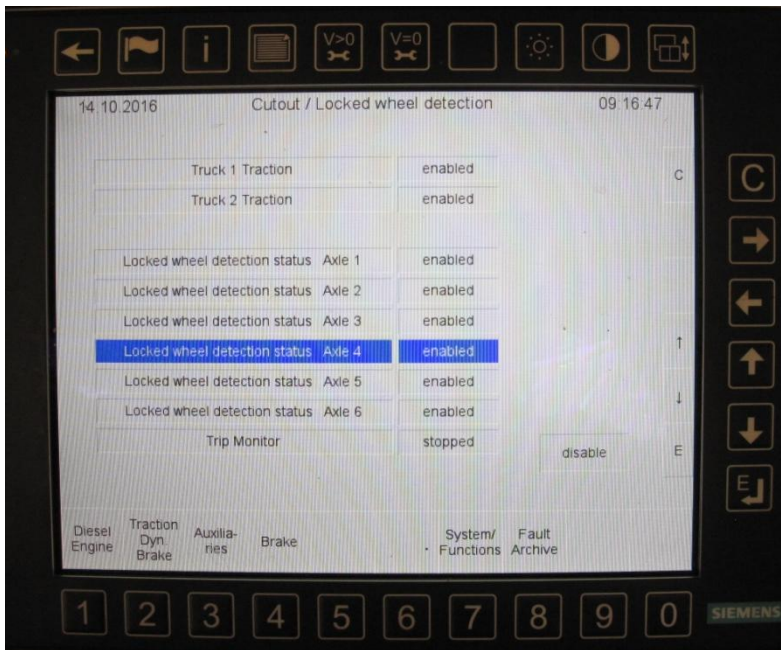 i V>0 V=0
14.10.2016 Cutout / Locked wheel detection 09:16:47
Truck 1 Traction enabled C
Truck 2 Traction enabled
Locked wheel detection status Axle 1 enabled
Locked wheel detection status Axle 2 enabled
Locked wheel detection status Axle 3 enabled
Locked wheel detection status Axle 4 enabled
Locked wheel detection status Axle 5 enabled
Locked wheel detection status Axle 6 enabled
Trip Monitor stopped disable E
Diesel Engine
Traction Dyn Brake
Auxilia-
ries
Brake
System/
Functions
Fault
Archive
C
E
1 2 3 4 5 6 7 8 9 0 SIEMENS